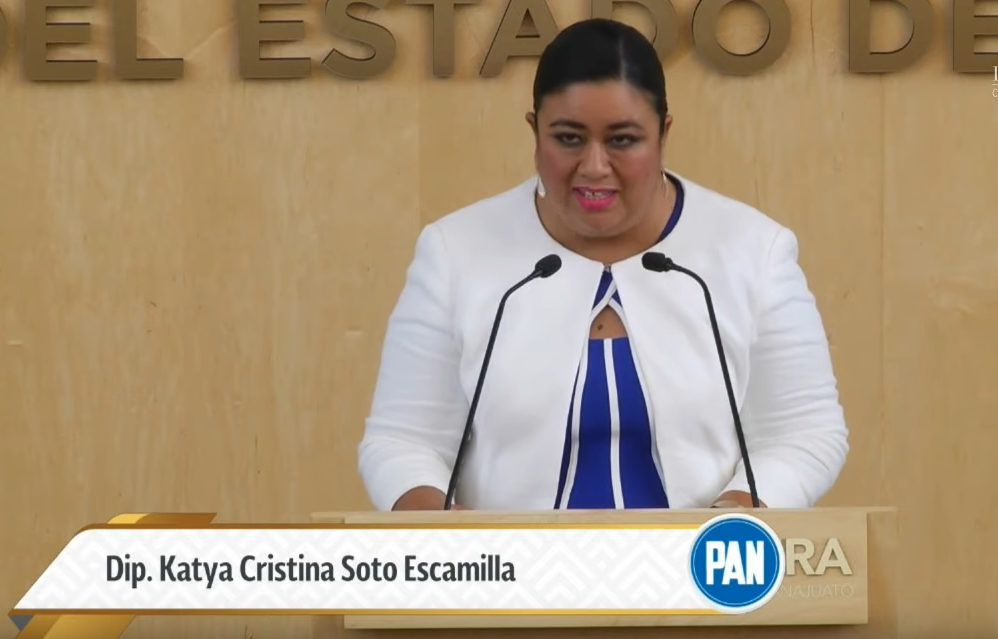 DEL ESTADO DE
Dip. Katya Cristina Soto Escamilla
PAN
RA
NAJUATO